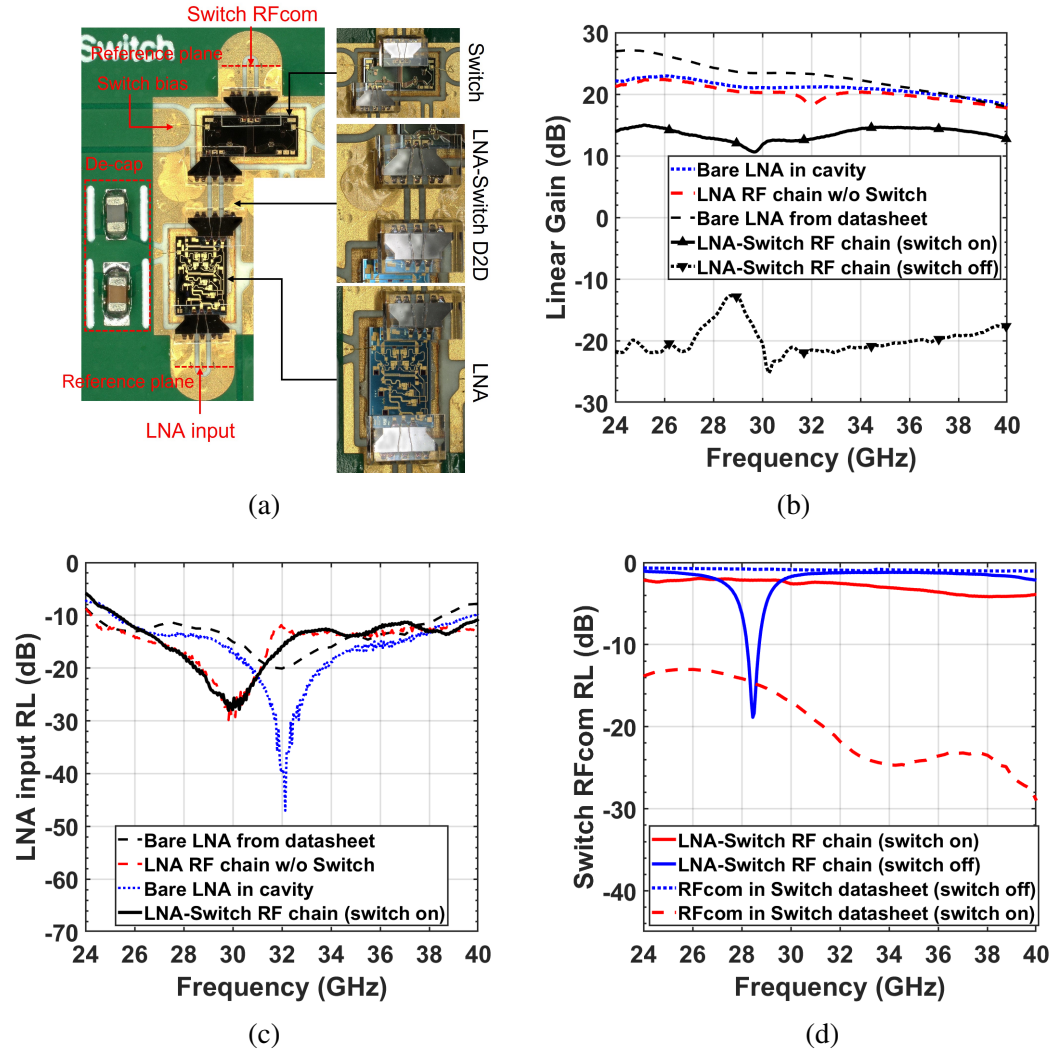 Switch RFcom
Switch
Reference plane
Switch bias
De-cap
Reference plane
LNA input
Switch
LNA-Switch D2D
LNA
(a)
30
20
10
0
-10
-20
-30
Linear Gain (dB)
Bare LNA in cavity
LNA RF chain w/o Switch
Bare LNA from datasheet
LNA-Switch RF chain (switch on)
LNA-Switch RF chain (switch off)
24 26 28 30 32 34 36 38 40
Frequency (GHz)
(b)
0
-10
-20
-30
-40
-50
-60
-70
LNA input RL (dB)
Bare LNA from datasheet
LNA RF chain w/o Switch
Bare LNA in cavity
LNA-Switch RF chain (switch on)
24 26 28 30 32 34 36 38 40
Frequency (GHz)
(c)
0
-10
-20
-30
-40
Switch RFcom RL (dB)
LNA-Switch RF chain (switch on)
LNA-Switch RF chain (switch off)
RFcom in Switch datasheet (switch off)
RFcom in Switch datasheet (switch on)
24 26 28 30 32 34 36 38 40
Frequency (GHz)
(d)